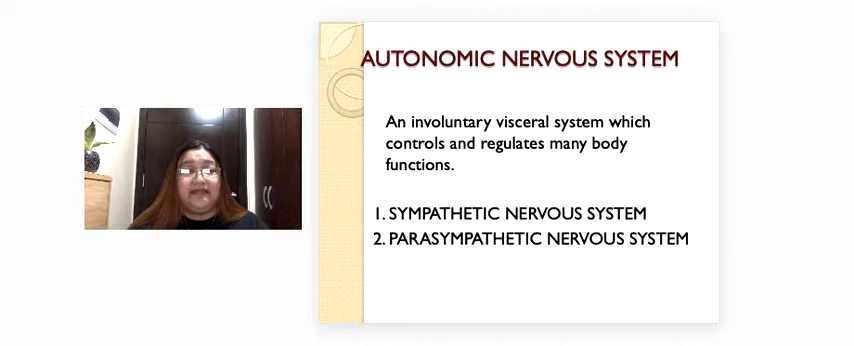 AUTONOMIC NERVOUS SYSTEM
An involuntary visceral system which
controls and regulates many body
functions.
1. SYMPATHETIC NERVOUS SYSTEM
2. PARASYMPATHETIC NERVOUS SYSTEM